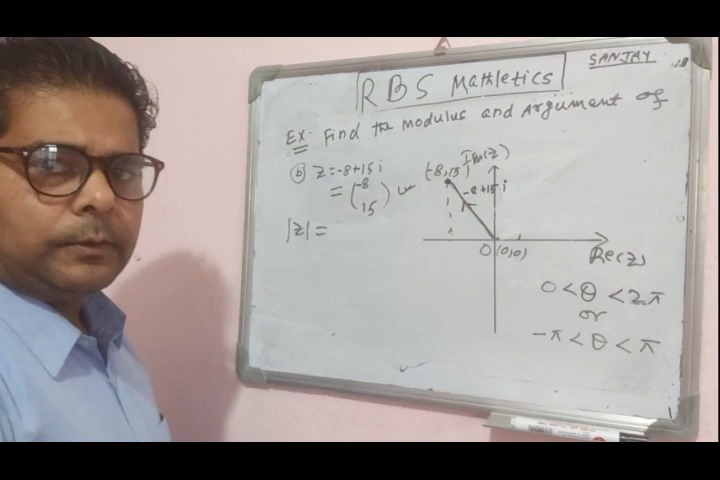 SANJAY
RBS Mathletics
Ex: Find the Modulus and Argument of
(b) z = -8+15i
= (-8
15)
|z| =
Im(z)
(-8,15)
-8+15i
O (0,0)
Re(z)
0 < θ < 2π
or
-π < θ < π